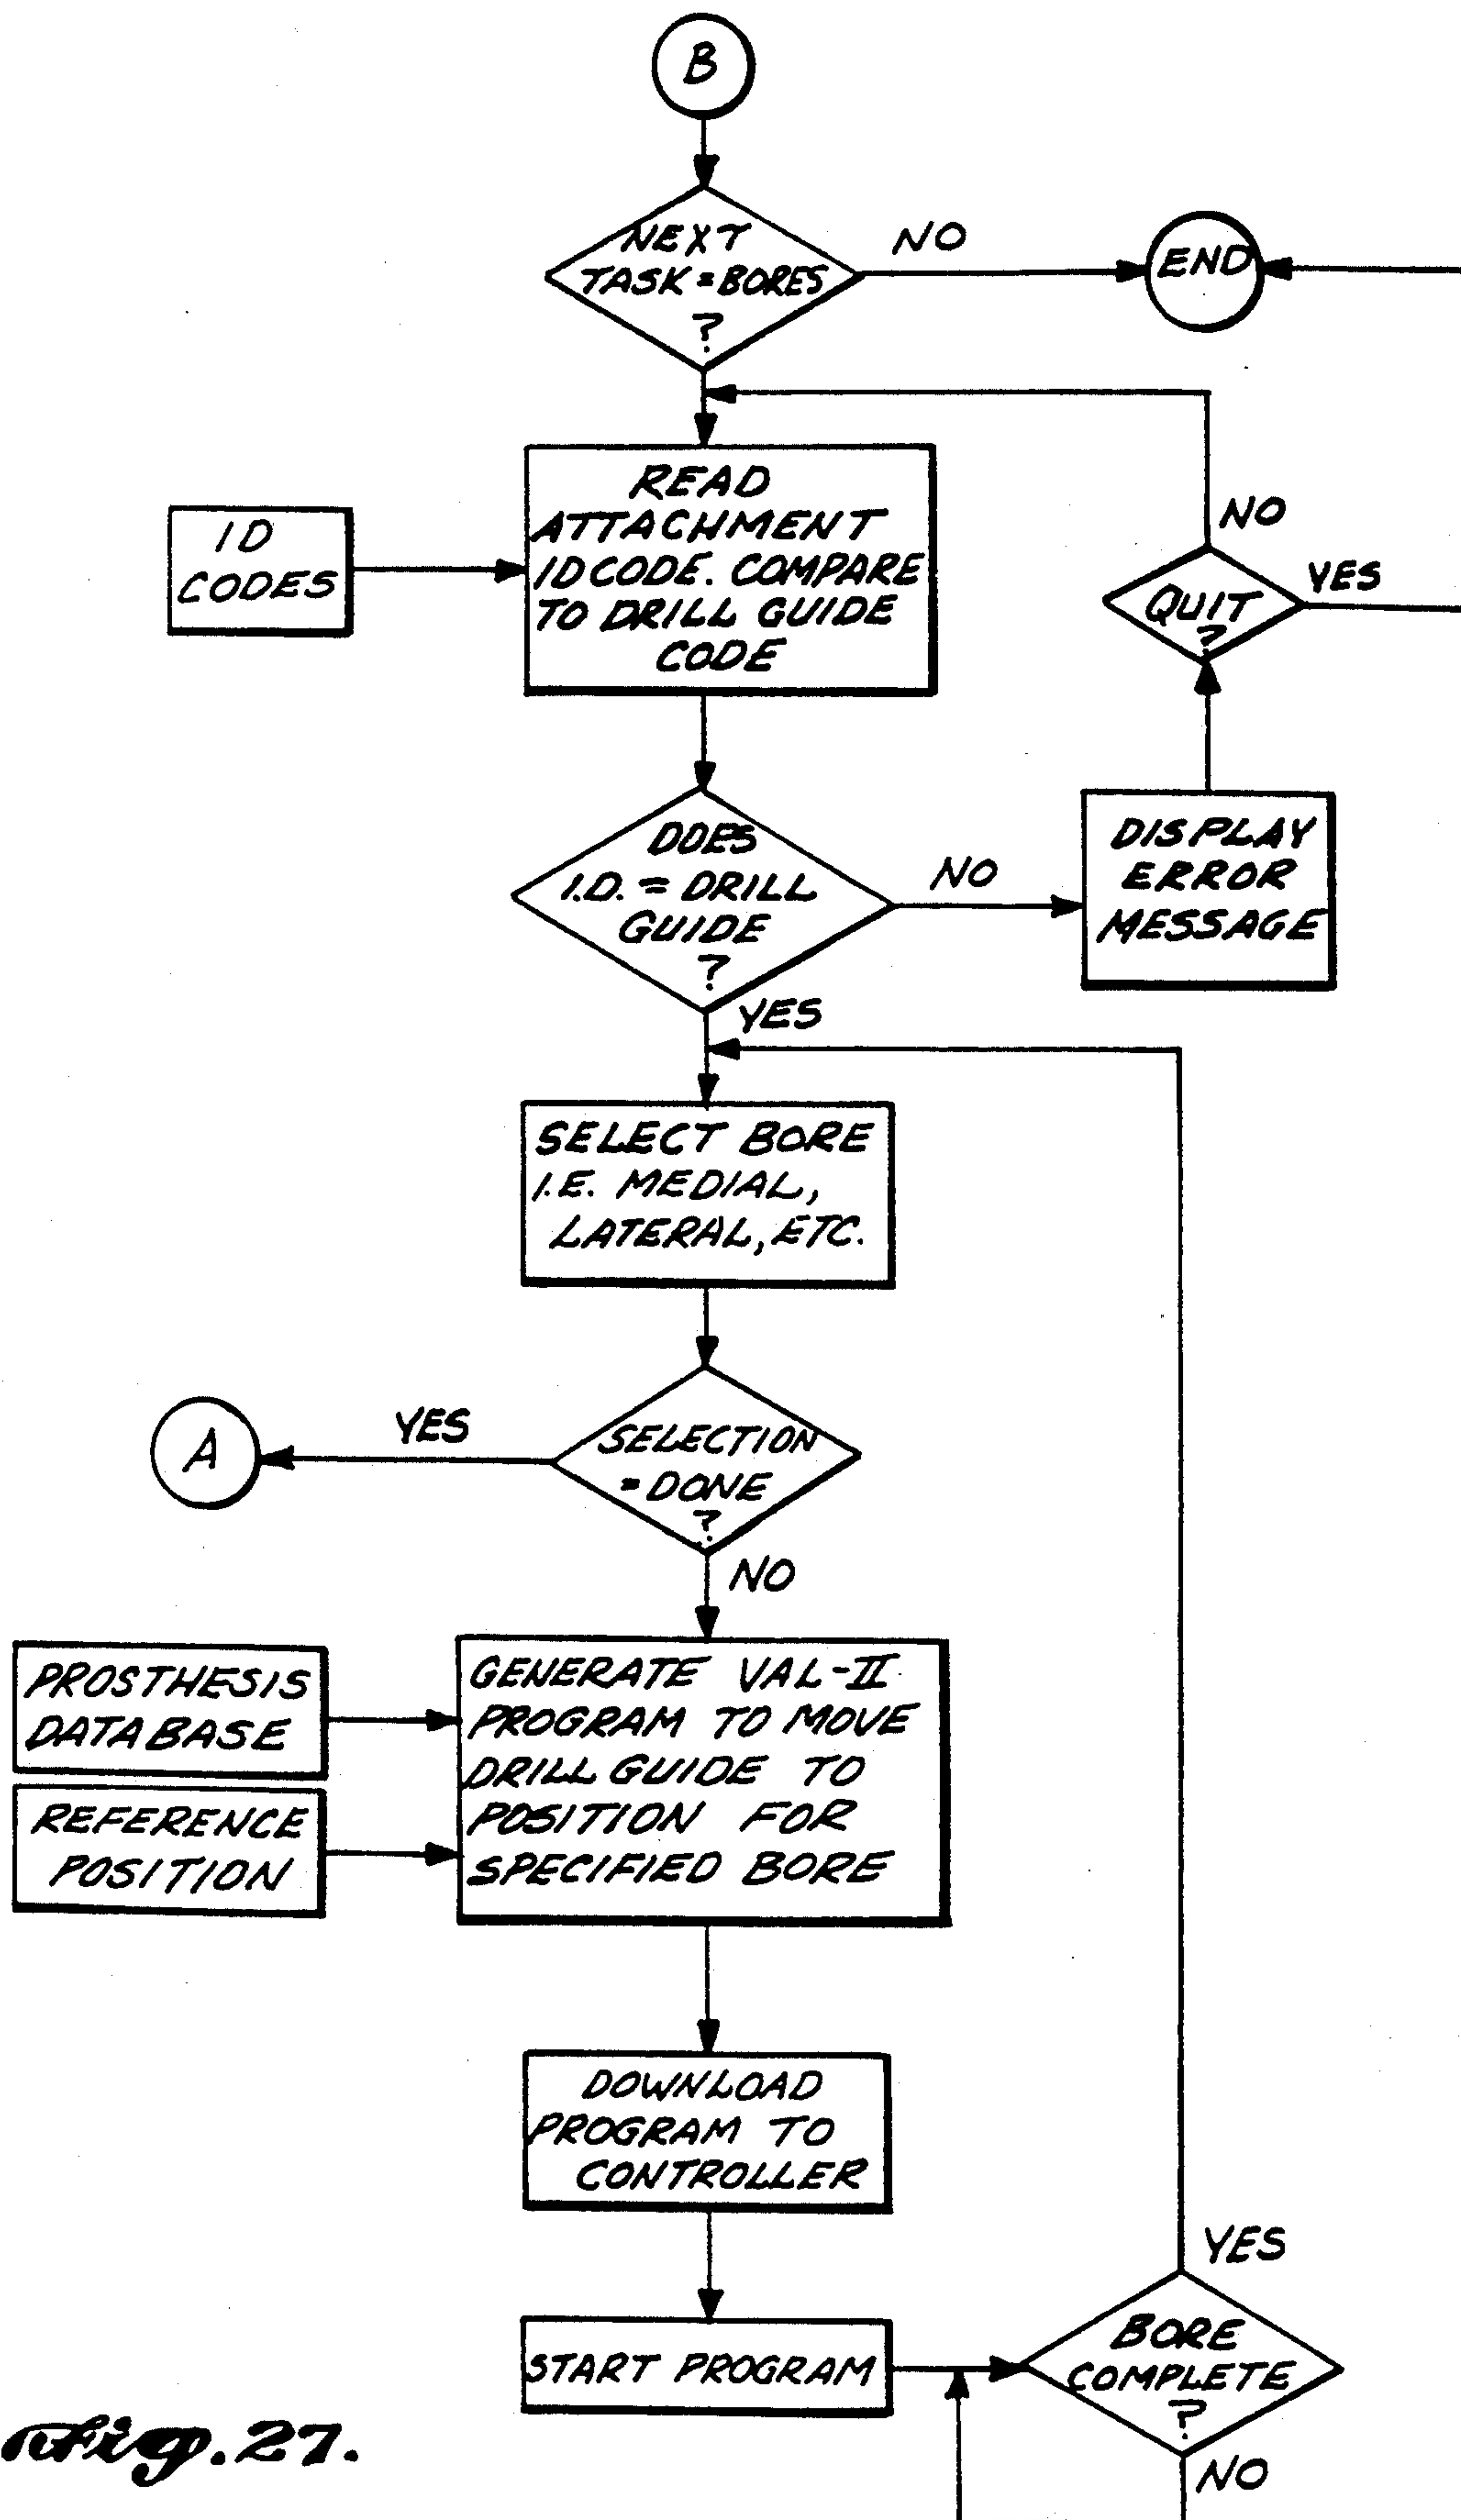 B
NEXT
TASK = BORES
?
NO
END
READ
ATTACHMENT
ID CODE. COMPARE
TO DRILL GUIDE
CODE
ID
CODES
NO
QUIT
?
YES
DOES
I.D. = DRILL
GUIDE
?
NO
DISPLAY
ERROR
MESSAGE
YES
SELECT BORE
I.E. MEDIAL,
LATERAL, ETC.
A
YES
SELECTION
= DONE
?
NO
PROSTHESIS
DATABASE
REFERENCE
POSITION
GENERATE VAL-II
PROGRAM TO MOVE
DRILL GUIDE TO
POSITION FOR
SPECIFIED BORE
DOWNLOAD
PROGRAM TO
CONTROLLER
START PROGRAM
YES
BORE
COMPLETE
?
NO
Fig. 27.